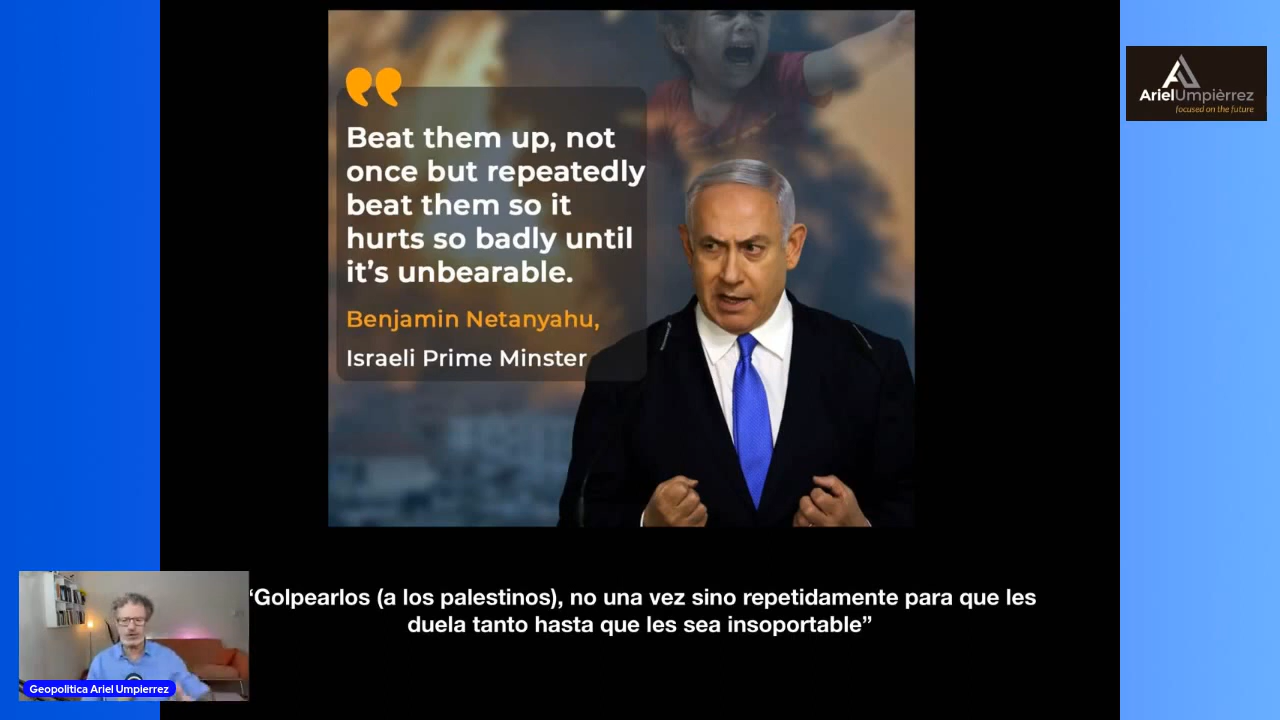 Beat them up, not
once but repeatedly
beat them so it
hurts so badly until
it’s unbearable.
Benjamin Netanyahu,
Israeli Prime Minster
ArielUmpièrrez
focused on the future
“Golpearlos (a los palestinos), no una vez sino repetidamente para que les
duela tanto hasta que les sea insoportable”
Geopolitica Ariel Umpierrez